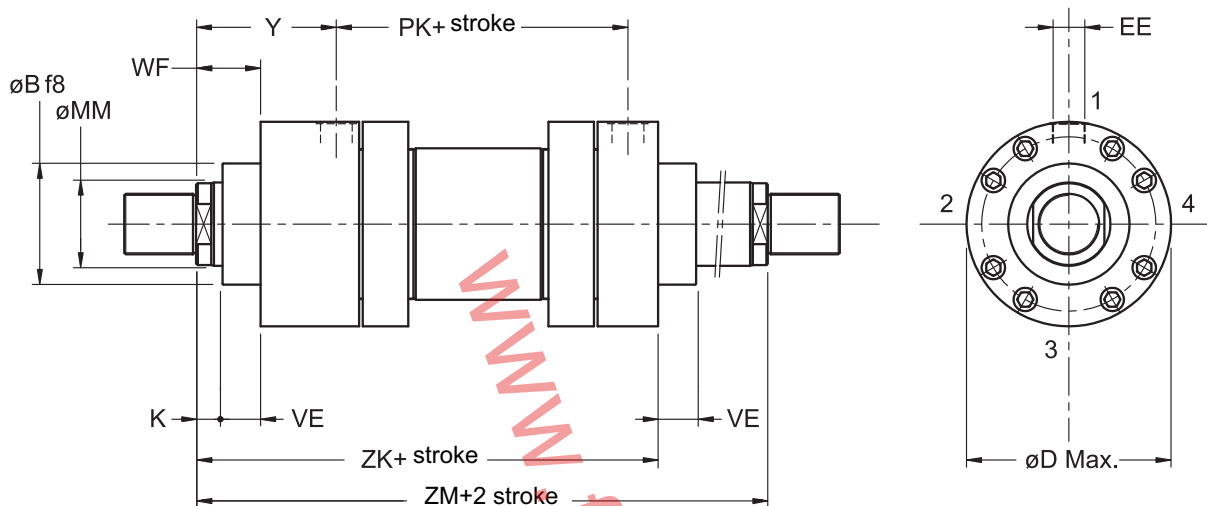 Y PK+ stroke EE
WF
øB f8
øMM
1
2 4
3
K VE VE
ZK+ stroke øD Max.
ZM+2 stroke
www.